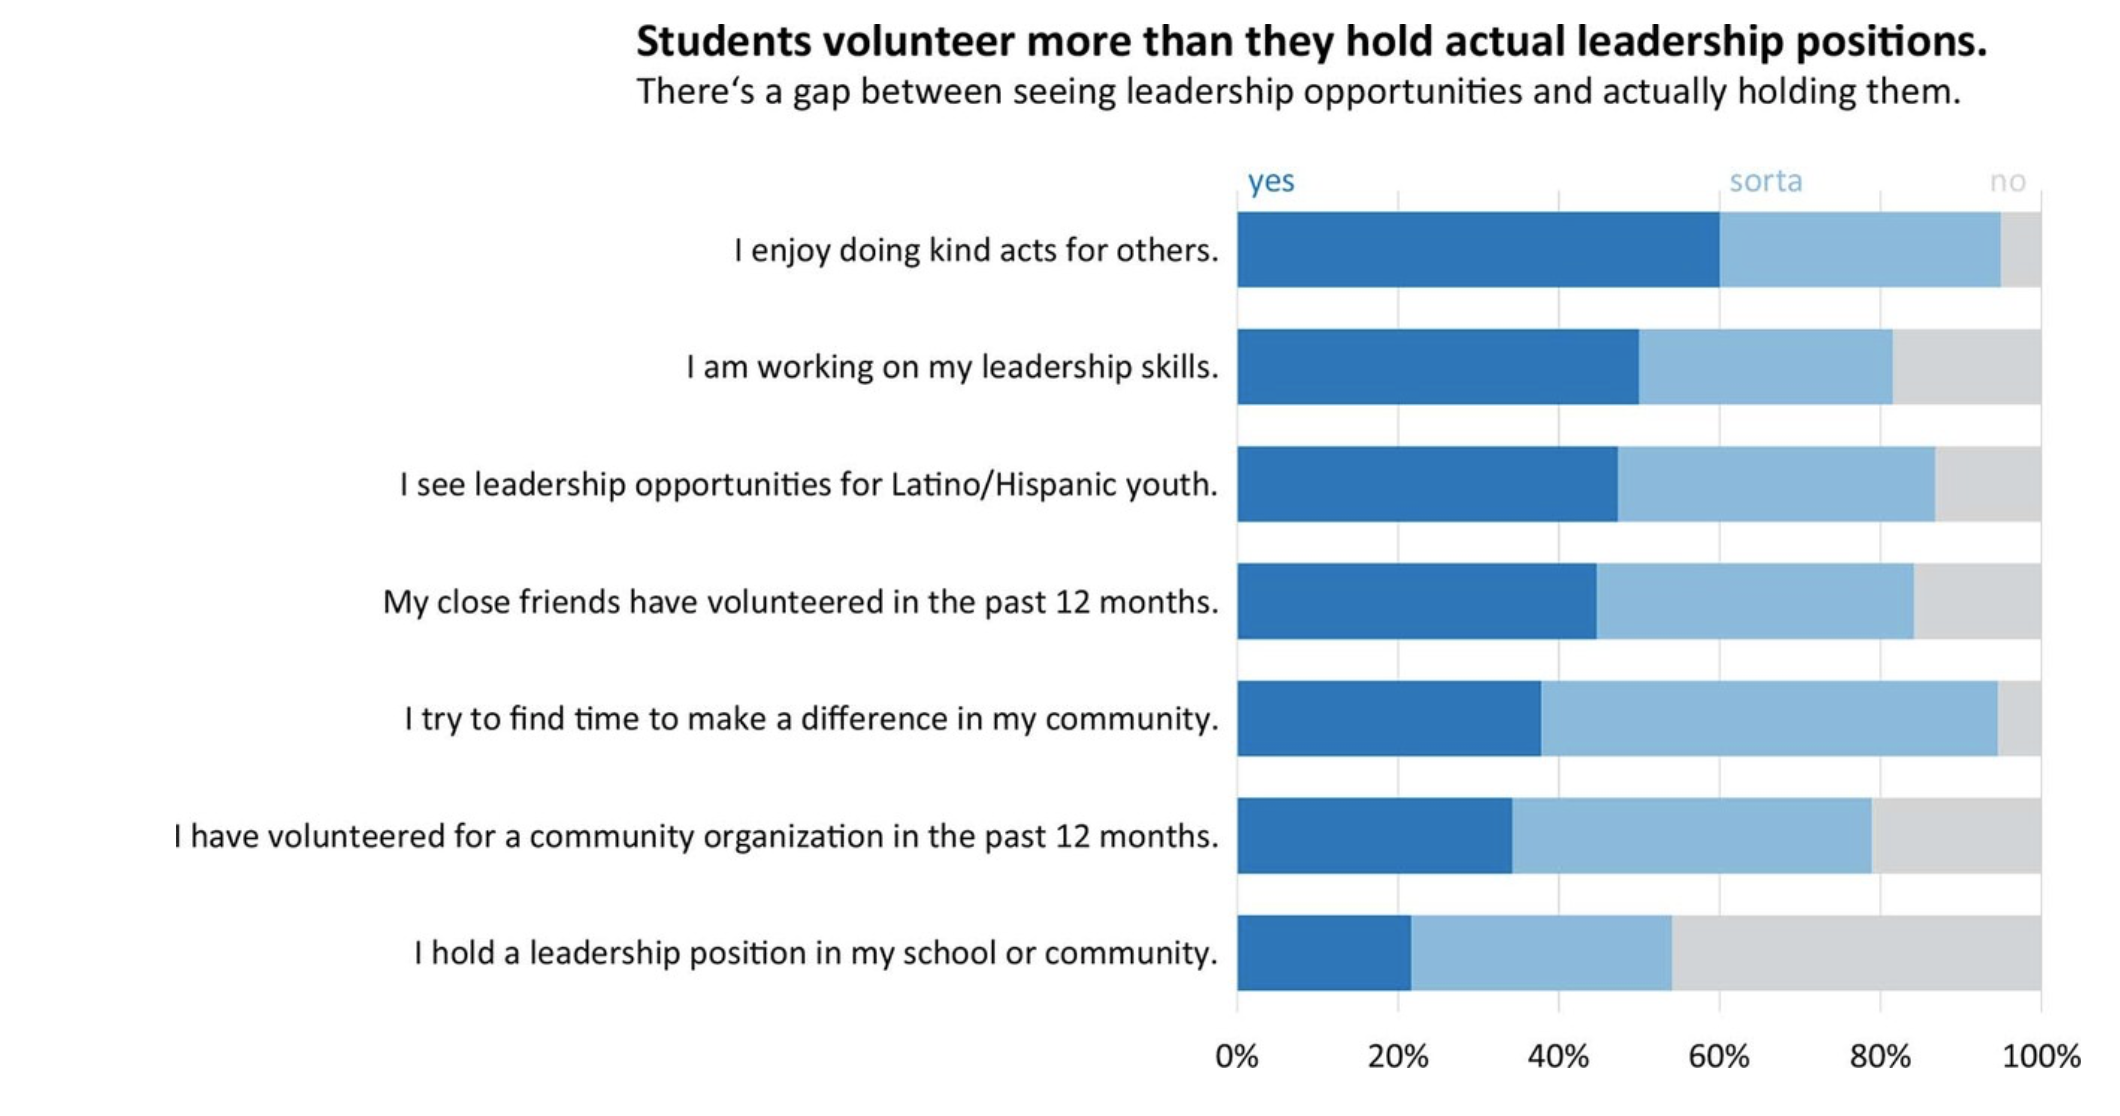 Students volunteer more than they hold actual leadership positions.
There‘s a gap between seeing leadership opportunities and actually holding them.
yes sorta no
I enjoy doing kind acts for others.
I am working on my leadership skills.
I see leadership opportunities for Latino/Hispanic youth.
My close friends have volunteered in the past 12 months.
I try to find time to make a difference in my community.
I have volunteered for a community organization in the past 12 months.
I hold a leadership position in my school or community.
0% 20% 40% 60% 80% 100%